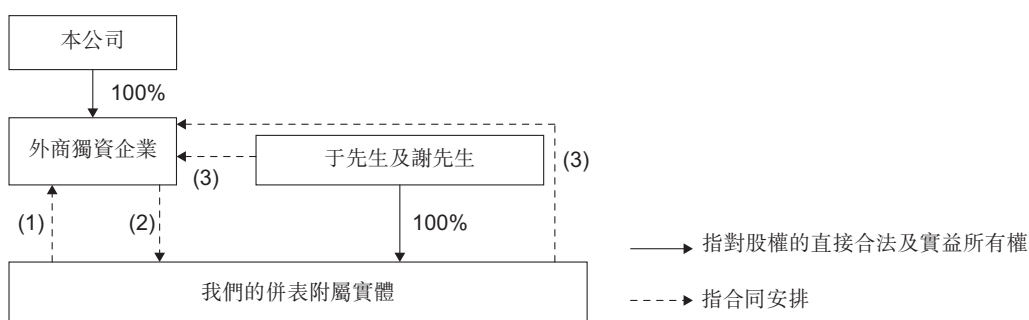 本公司
100%
外商獨資企業
于先生及謝先生
(3)
(3)
(1)
(2)
100%
指對股權的直接合法及實益所有權
我們的併表附屬實體
指合同安排